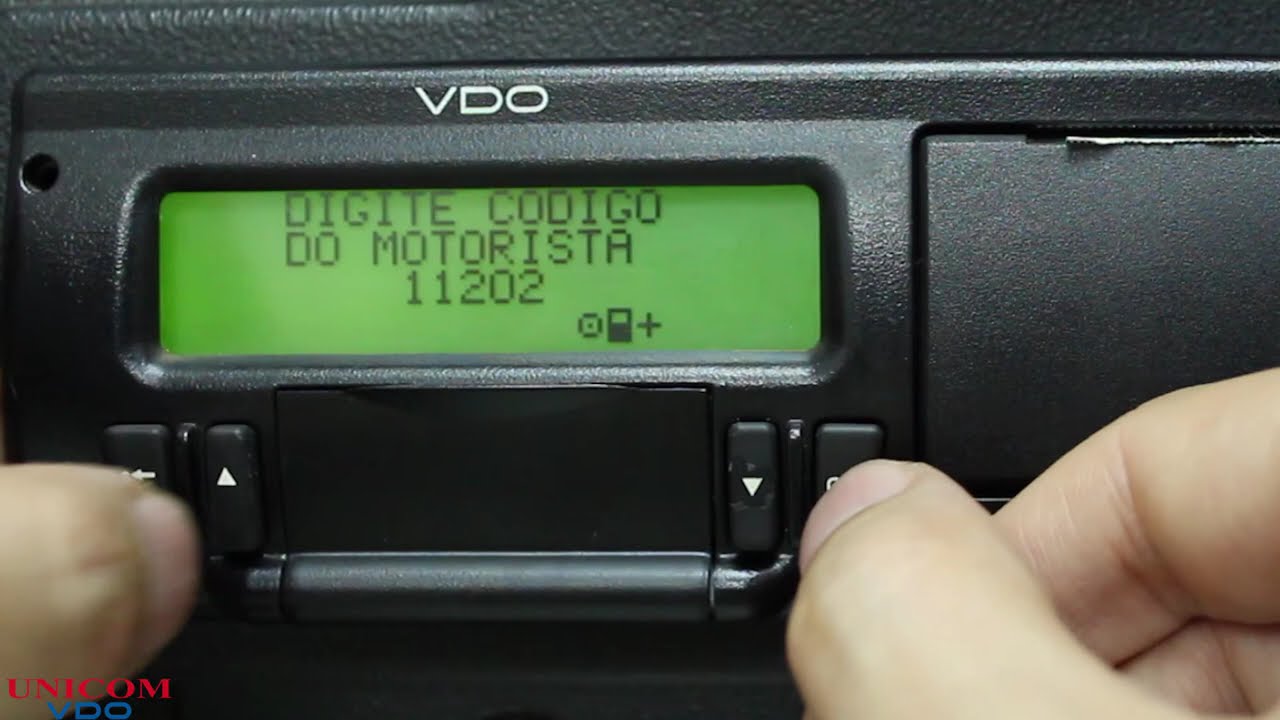 VDO
DIGITE CODIGO
DO MOTORISTA
11202
UNICOM
VDO